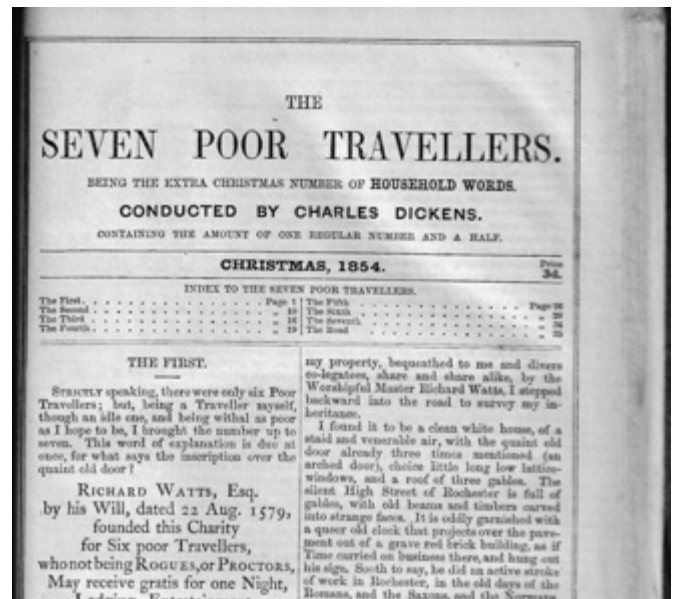 THE
SEVEN POOR TRAVELLERS.
BEING THE EXTRA CHRISTMAS NUMBER OF HOUSEHOLD WORDS.
CONDUCTED BY CHARLES DICKENS.
CONTAINING THE AMOUNT OF ONE REGULAR NUMBER AND A HALF.
CHRISTMAS, 1854.
Price
3d.
INDEX TO THE SEVEN POOR TRAVELLERS.
The First . . . . . . . . . . . . . . Page 1
The Second . . . . . . . . . . . . . . „ 10
The Third . . . . . . . . . . . . . . „ 16
The Fourth . . . . . . . . . . . . . . „ 19
The Fifth . . . . . . . . . . . . . . Page 26
The Sixth . . . . . . . . . . . . . . „ 29
The Seventh . . . . . . . . . . . . . . „
The Road . . . . . . . . . . . . . . „
THE FIRST.
STRICTLY speaking, there were only six Poor
Travellers; but, being a Traveller myself,
though an idle one, and being withal as poor
as I hope to be, I brought the number up to
seven. This word of explanation is due at
once, for what says the inscription over the
quaint old door?
RICHARD WATTS, Esq.
by his Will, dated 22 Aug. 1579,
founded this Charity
for Six poor Travellers,
who not being ROGUES, or PROCTORS,
May receive gratis for one Night,
Lodging, Entertainment,
my property, bequeathed to me and divers
co-legatees, share and share alike, by the
Worshipful Master Richard Watts, I stepped
backward into the road to survey my in-
heritance.
I found it to be a clean white house, of a
staid and venerable air, with the quaint old
door already three times mentioned (an
arched door), choice little long low lattice-
windows, and a roof of three gables. The
silent High Street of Rochester is full of
gables, with old beams and timbers carved
into strange faces. It is oddly garnished with
a queer old clock that projects over the pave-
ment out of a grave red brick building, as if
Time carried on business there, and hung out
his sign. Sooth to say, he did an active stroke
of work in Rochester, in the old days of the
Romans, and the Saxons, and the Normans,